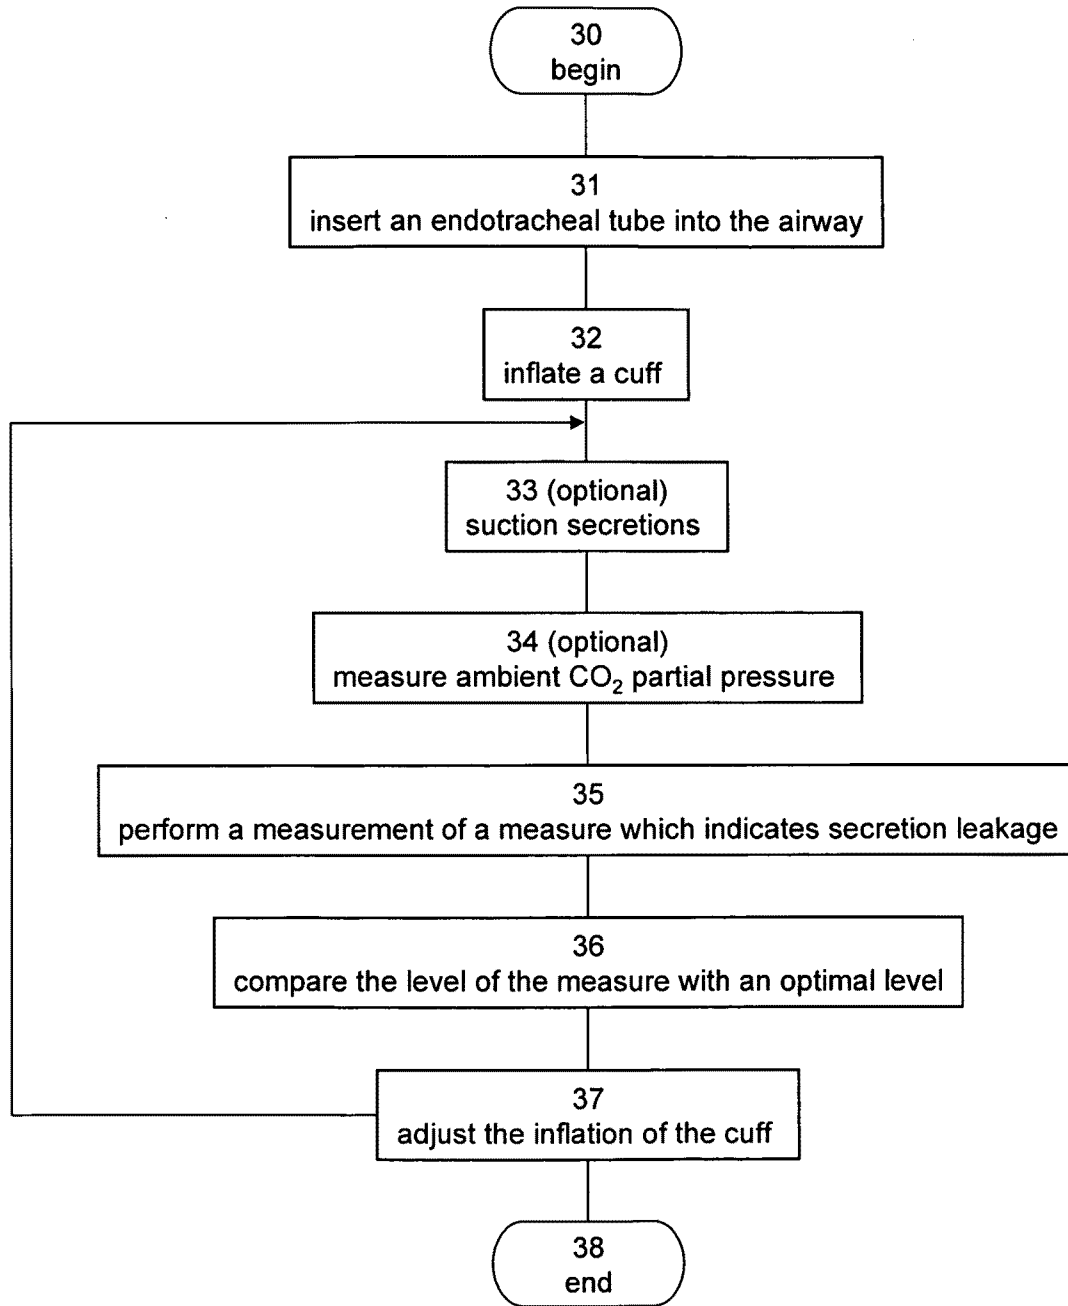 30
begin
31
insert an endotracheal tube into the airway
32
inflate a cuff
33 (optional)
suction secretions
34 (optional)
measure ambient CO₂ partial pressure
35
perform a measurement of a measure which indicates secretion leakage
36
compare the level of the measure with an optimal level
37
adjust the inflation of the cuff
38
end